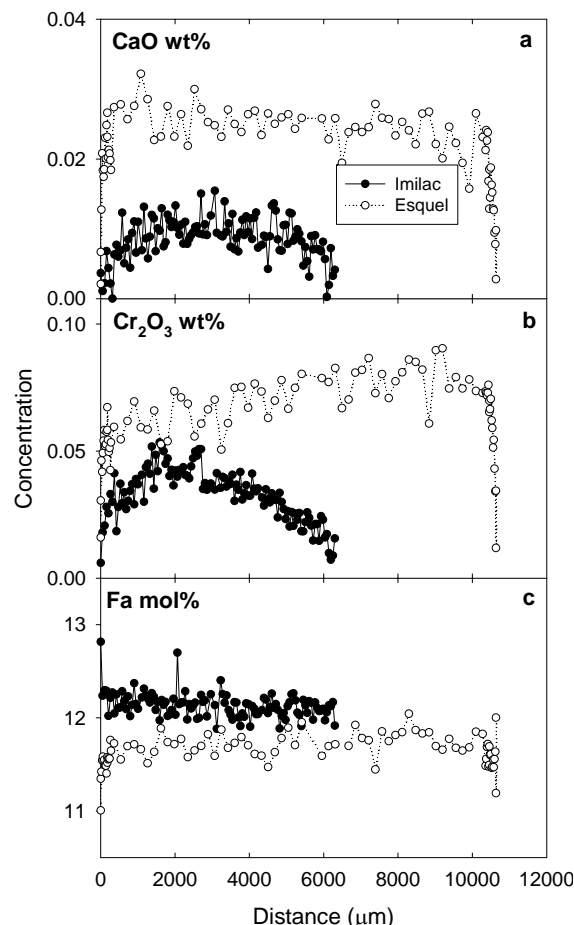 0.04
CaO wt%
a
0.02
Imilac
Esquel
0.00
Cr₂O₃ wt%
b
0.10
0.05
Concentration
0.00
Fa mol%
c
13
12
11
0 2000 4000 6000 8000 10000 12000
Distance (μm)